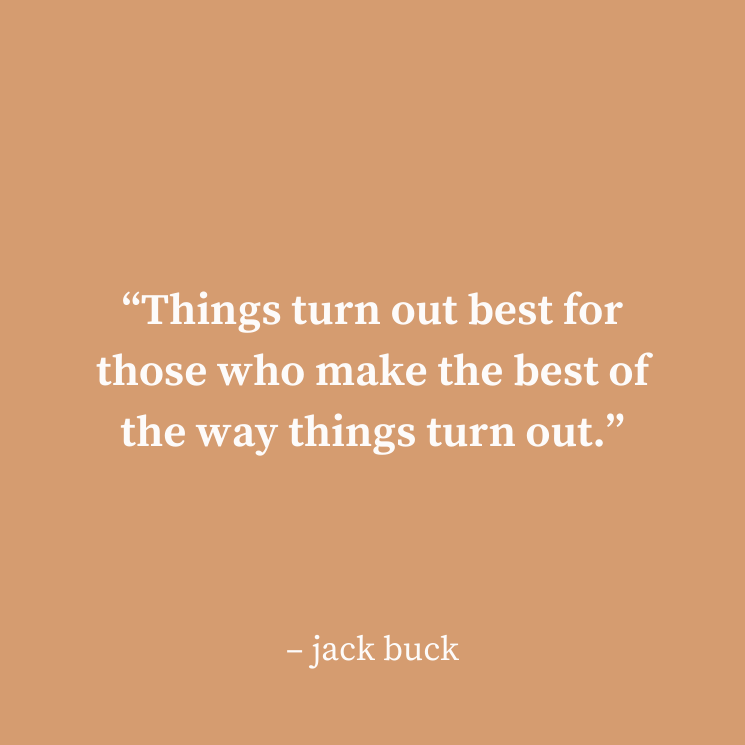 “Things turn out best for
those who make the best of
the way things turn out.”
– jack buck